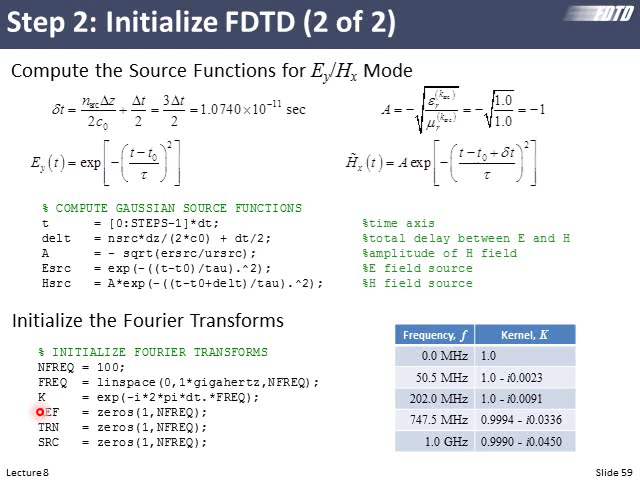 Step 2: Initialize FDTD (2 of 2)
FDTD
Compute the Source Functions for Ey/Hx Mode
δt = n_src Δz / 2c₀ + Δt / 2 = 3Δt / 2 = 1.0740×10⁻¹¹ sec
A = −√(ε_r^(k_src) / μ_r^(k_src)) = −√(1.0 / 1.0) = −1
E_y(t) = exp[−((t−t₀) / τ)²]
H̃_x(t) = A exp[−((t−t₀+δt) / τ)²]
% COMPUTE GAUSSIAN SOURCE FUNCTIONS
t = [0:STEPS-1]*dt; %time axis
delt = nsrc*dz/(2*c0) + dt/2; %total delay between E and H
A = - sqrt(ersrc/ursrc); %amplitude of H field
Esrc = exp(-((t-t0)/tau).^2); %E field source
Hsrc = A*exp(-((t-t0+delt)/tau).^2); %H field source
Initialize the Fourier Transforms
% INITIALIZE FOURIER TRANSFORMS
NFREQ = 100;
FREQ = linspace(0,1*gigahertz,NFREQ);
K = exp(-i*2*pi*dt.*FREQ);
EF = zeros(1,NFREQ);
TRN = zeros(1,NFREQ);
SRC = zeros(1,NFREQ);
Frequency, f Kernel, K
0.0 MHz 1.0
50.5 MHz 1.0 - i0.0023
202.0 MHz 1.0 - i0.0091
747.5 MHz 0.9994 - i0.0336
1.0 GHz 0.9990 - i0.0450
Lecture 8
Slide 59